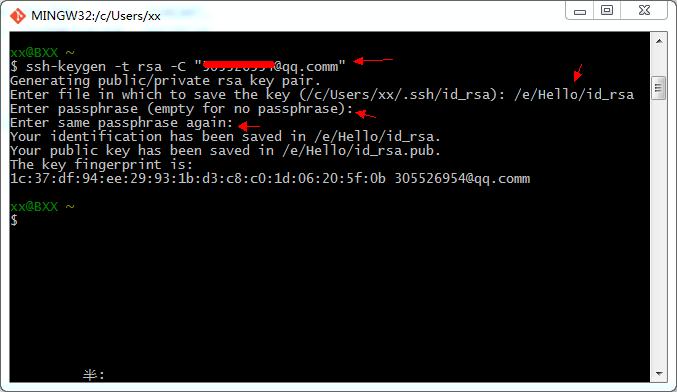 MINGW32:/c/Users/xx
xx@BXX ~
$ ssh-keygen -t rsa -C "@qq.comm"
Generating public/private rsa key pair.
Enter file in which to save the key (/c/Users/xx/.ssh/id_rsa): /e/Hello/id_rsa
Enter passphrase (empty for no passphrase):
Enter same passphrase again:
Your identification has been saved in /e/Hello/id_rsa.
Your public key has been saved in /e/Hello/id_rsa.pub.
The key fingerprint is:
1c:37:df:94:ee:29:93:1b:d3:c8:c0:1d:06:20:5f:0b 305526954@qq.comm
xx@BXX ~
$
半: